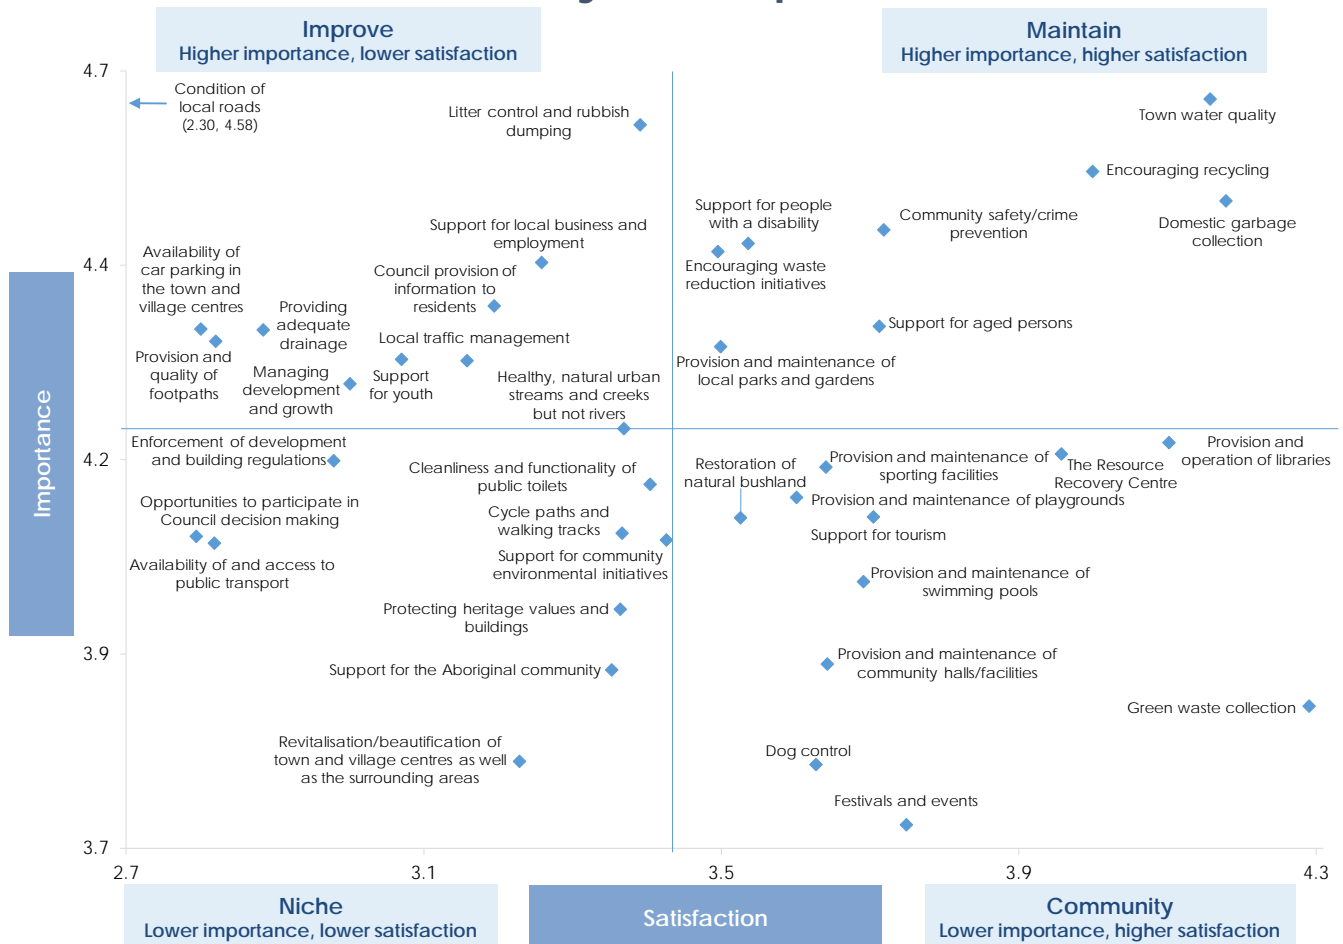 Improve
Higher importance, lower satisfaction
Maintain
Higher importance, higher satisfaction
4.7
Condition of
local roads
(2.30, 4.58)
Litter control and rubbish
dumping
Town water quality
Encouraging recycling
Domestic garbage
collection
Support for people
with a disability
Community safety/crime
prevention
Support for local business and
employment
Encouraging waste
reduction initiatives
4.4
Availability of
car parking in
the town and
village centres
Council provision of
information to
residents
Providing
adequate
drainage
Support for aged persons
Local traffic management
Provision and
quality of
footpaths
Managing
development
and growth
Support
for youth
Healthy, natural urban
streams and creeks
but not rivers
Provision and maintenance of
local parks and gardens
Importance
4.2
Enforcement of development
and building regulations
Cleanliness and functionality of
public toilets
Restoration of
natural bushland
Provision and maintenance of
sporting facilities
The Resource
Recovery Centre
Provision and
operation of libraries
Opportunities to participate in
Council decision making
Cycle paths and
walking tracks
Provision and maintenance of playgrounds
Support for tourism
Availability of and access to
public transport
Support for community
environmental initiatives
Provision and maintenance of
swimming pools
Protecting heritage values and
buildings
3.9
Support for the Aboriginal community
Provision and maintenance of
community halls/facilities
Green waste collection
Revitalisation/beautification of
town and village centres as well
as the surrounding areas
Dog control
Festivals and events
3.7
2.7
3.1
3.5
3.9
4.3
Niche
Lower importance, lower satisfaction
Satisfaction
Community
Lower importance, higher satisfaction